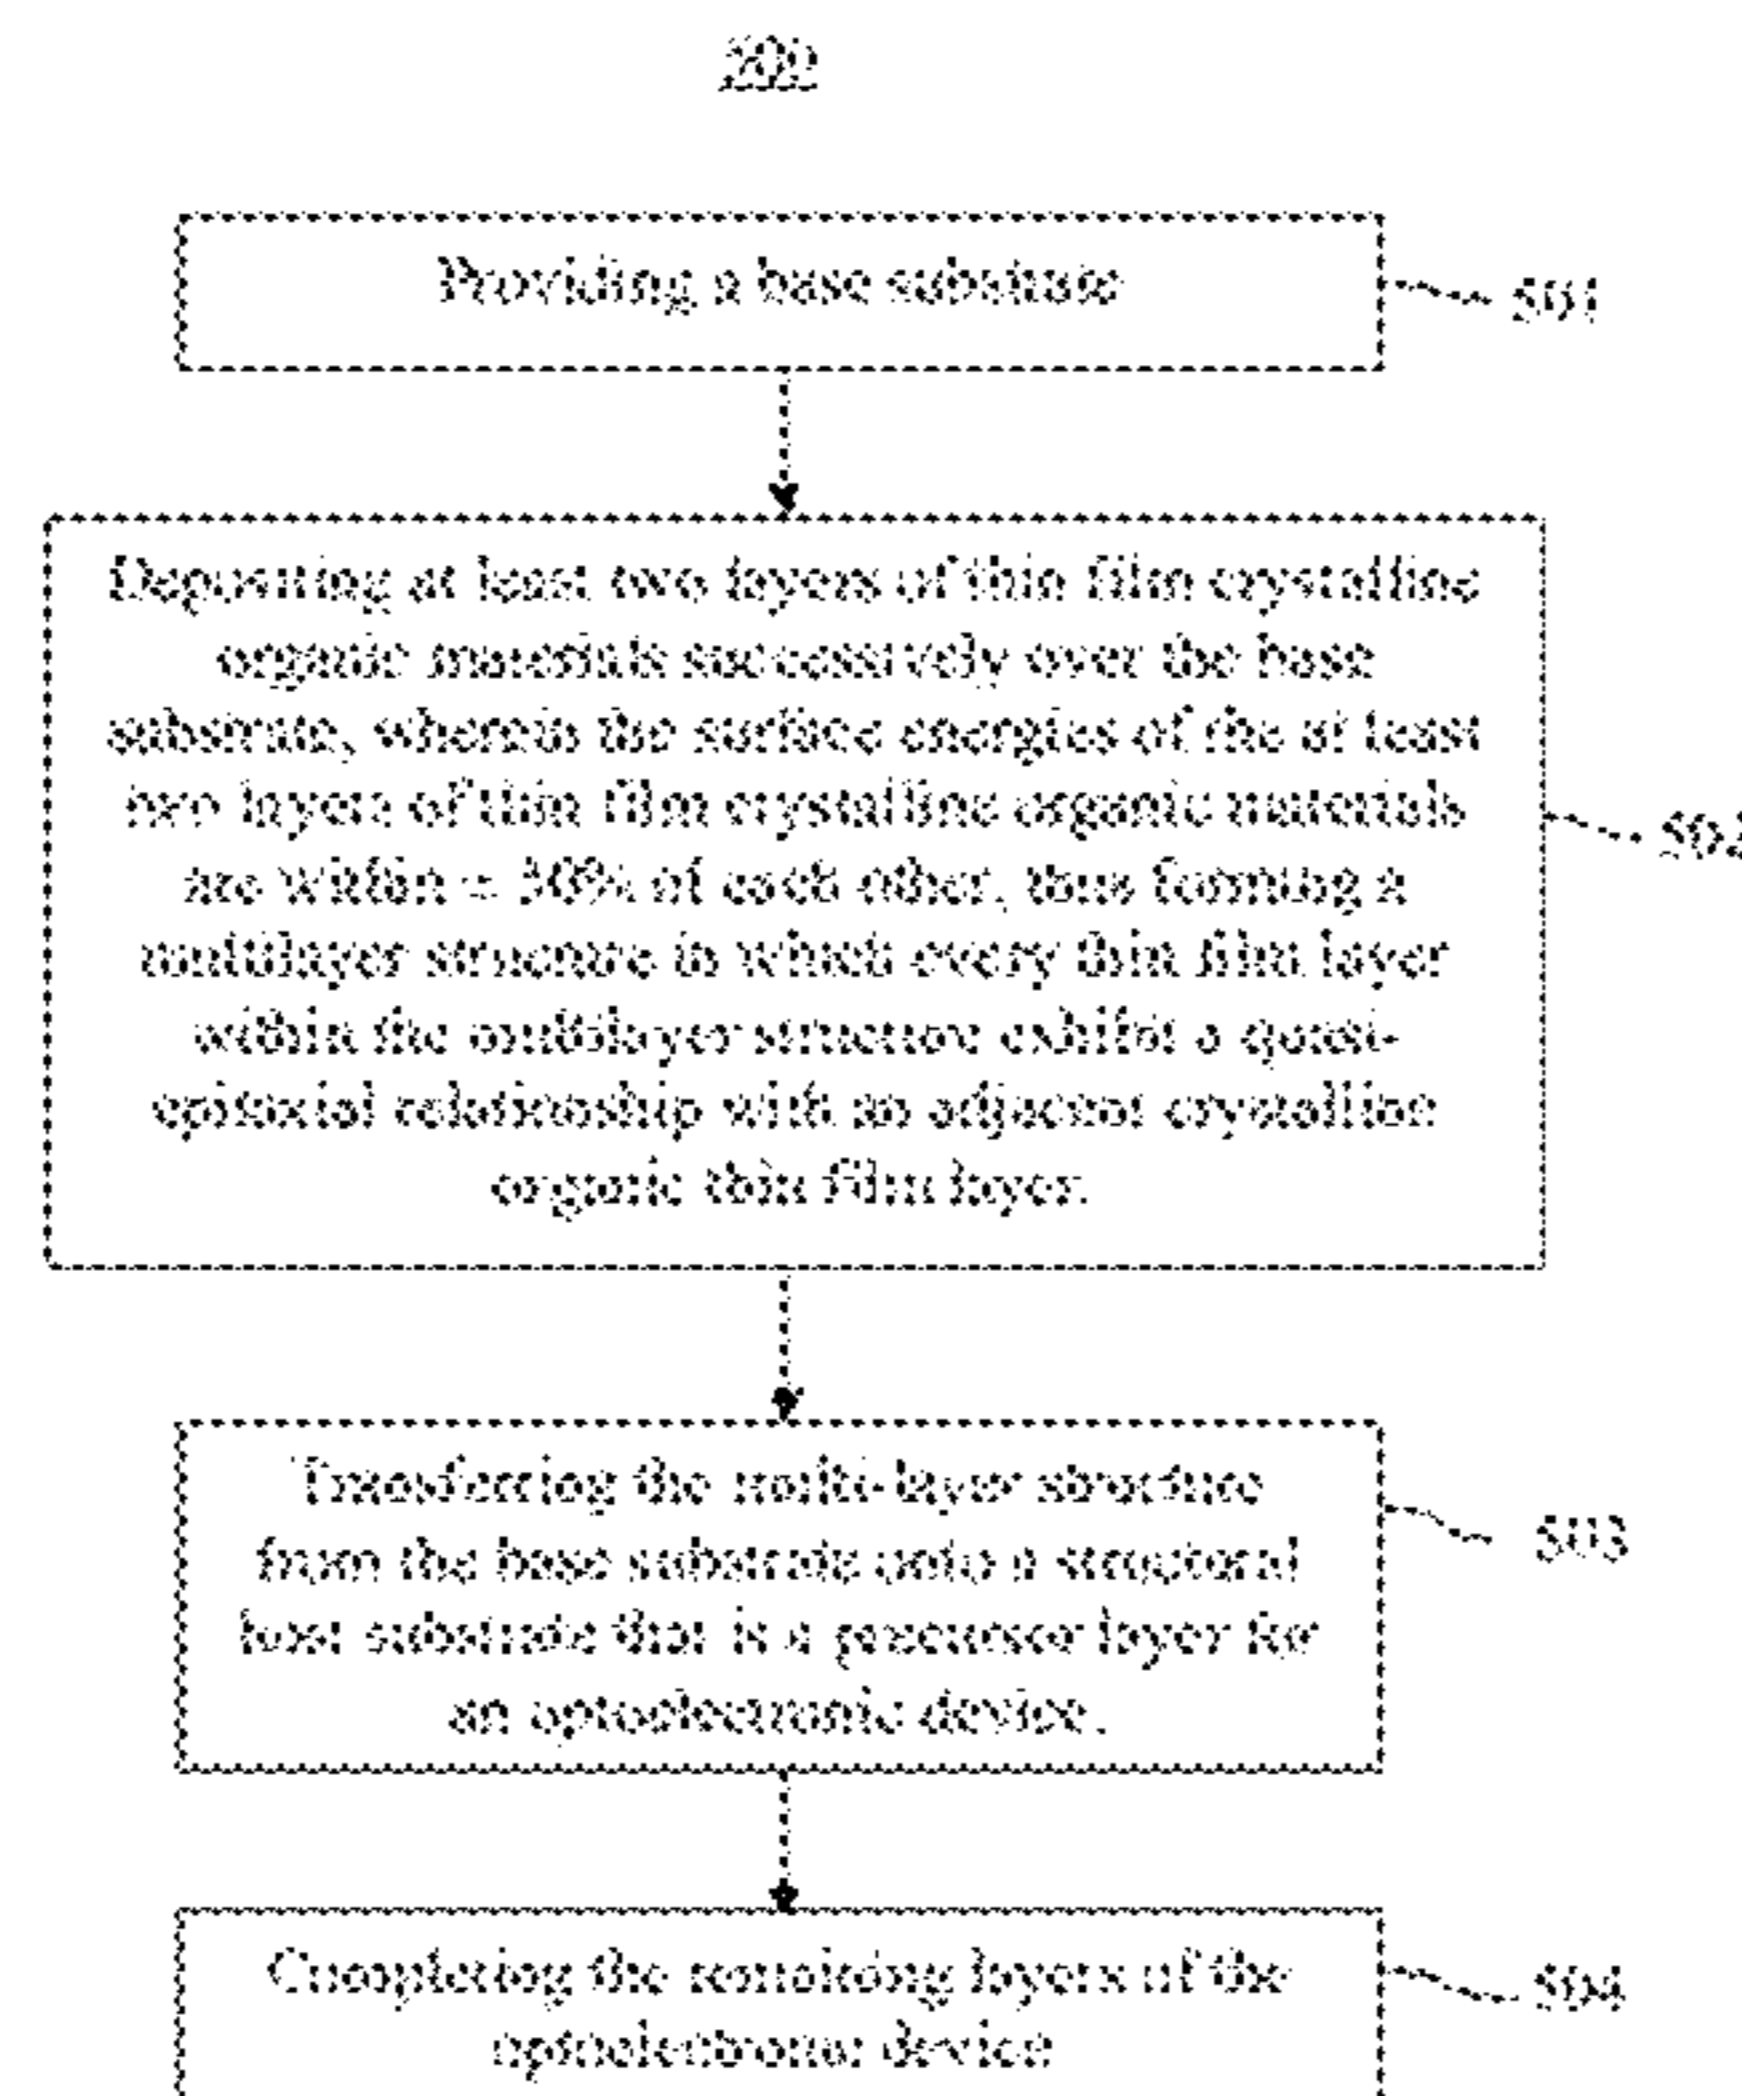 Providing a base substrate
501
Depositing at least two layers of thin film crystalline
organic materials successively over the base
substrate, wherein the surface energies of the at least
two layers of thin film crystalline organic materials
are within ± 30% of each other, thus forming a
502
multilayer structure in which every thin film layer
within the multilayer structure exhibit a quasi-
epitaxial relationship with an adjacent crystalline
organic thin film layer.
Transferring the multi-layer structure
503
from the base substrate onto a structural
host substrate that is a precursor layer for
an optoelectronic device.
Completing the remaining layers of the
504
optoelectronic device